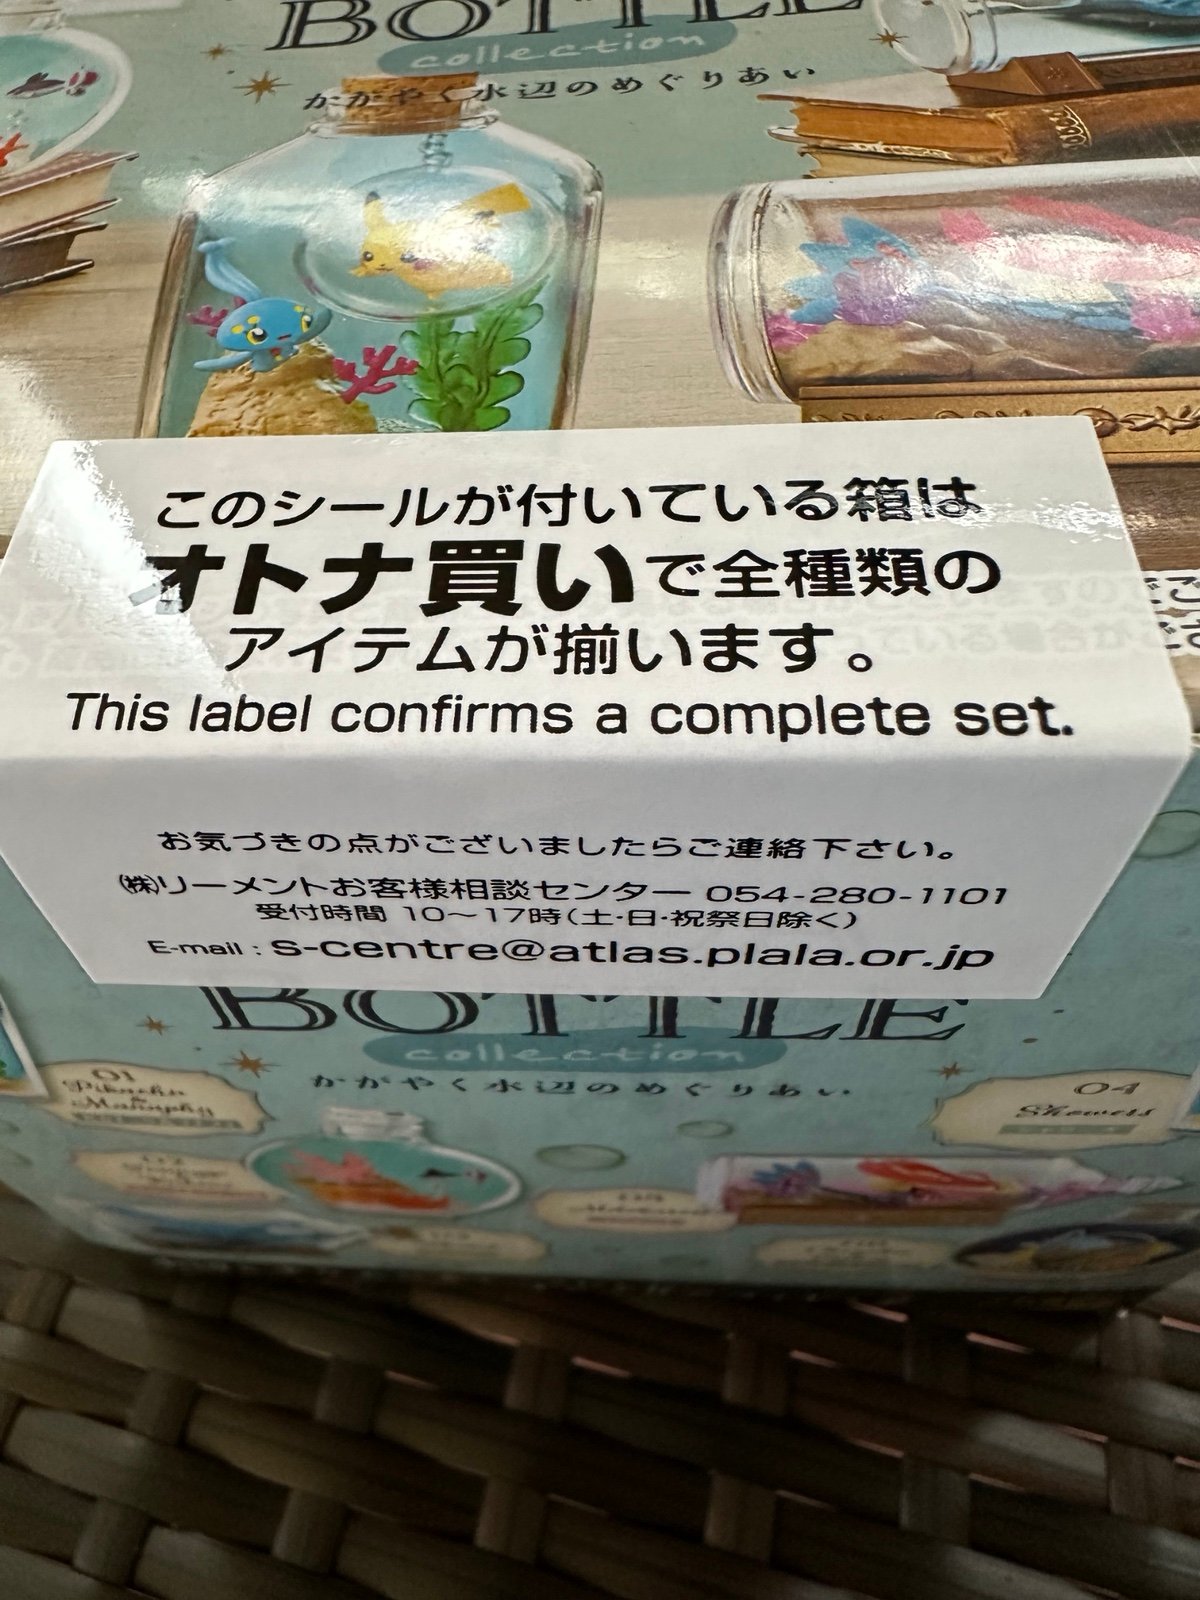 BOTTLE
collection
かがやく水辺のめぐりあい
このシールが付いている箱は
オトナ買いで全種類の
アイテムが揃います。
This label confirms a complete set.
お気づきの点がございましたらご連絡下さい。
㈱リーメントお客様相談センター 054-280-1101
受付時間 10〜17時(土・日・祝祭日除く)
E-mail : s-centre@atlas.plala.or.jp
BOTTLE
collection
かがやく水辺のめぐりあい
01
Pikachu
& Manaphy
04